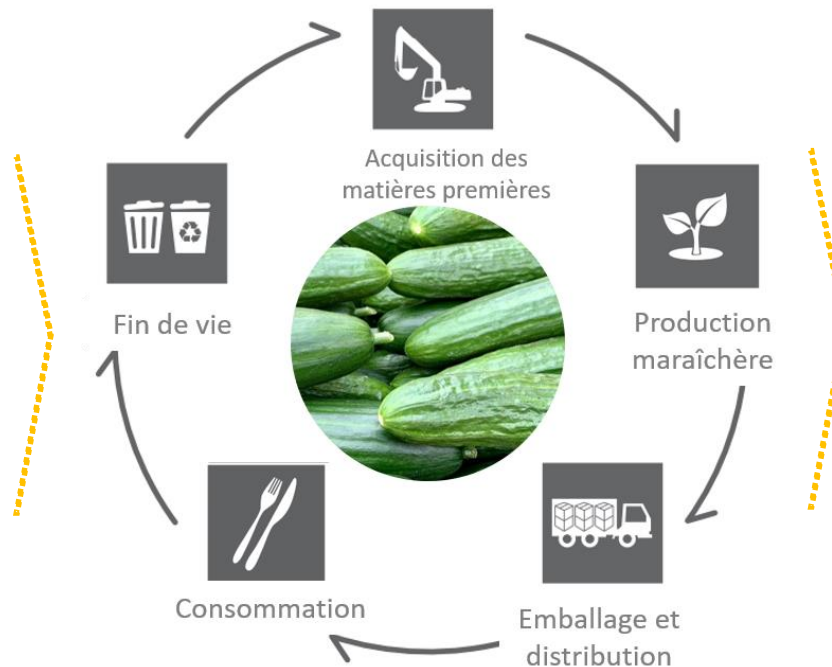 Acquisition des
matières premières
Production
maraîchère
Emballage et
distribution
Consommation
Fin de vie